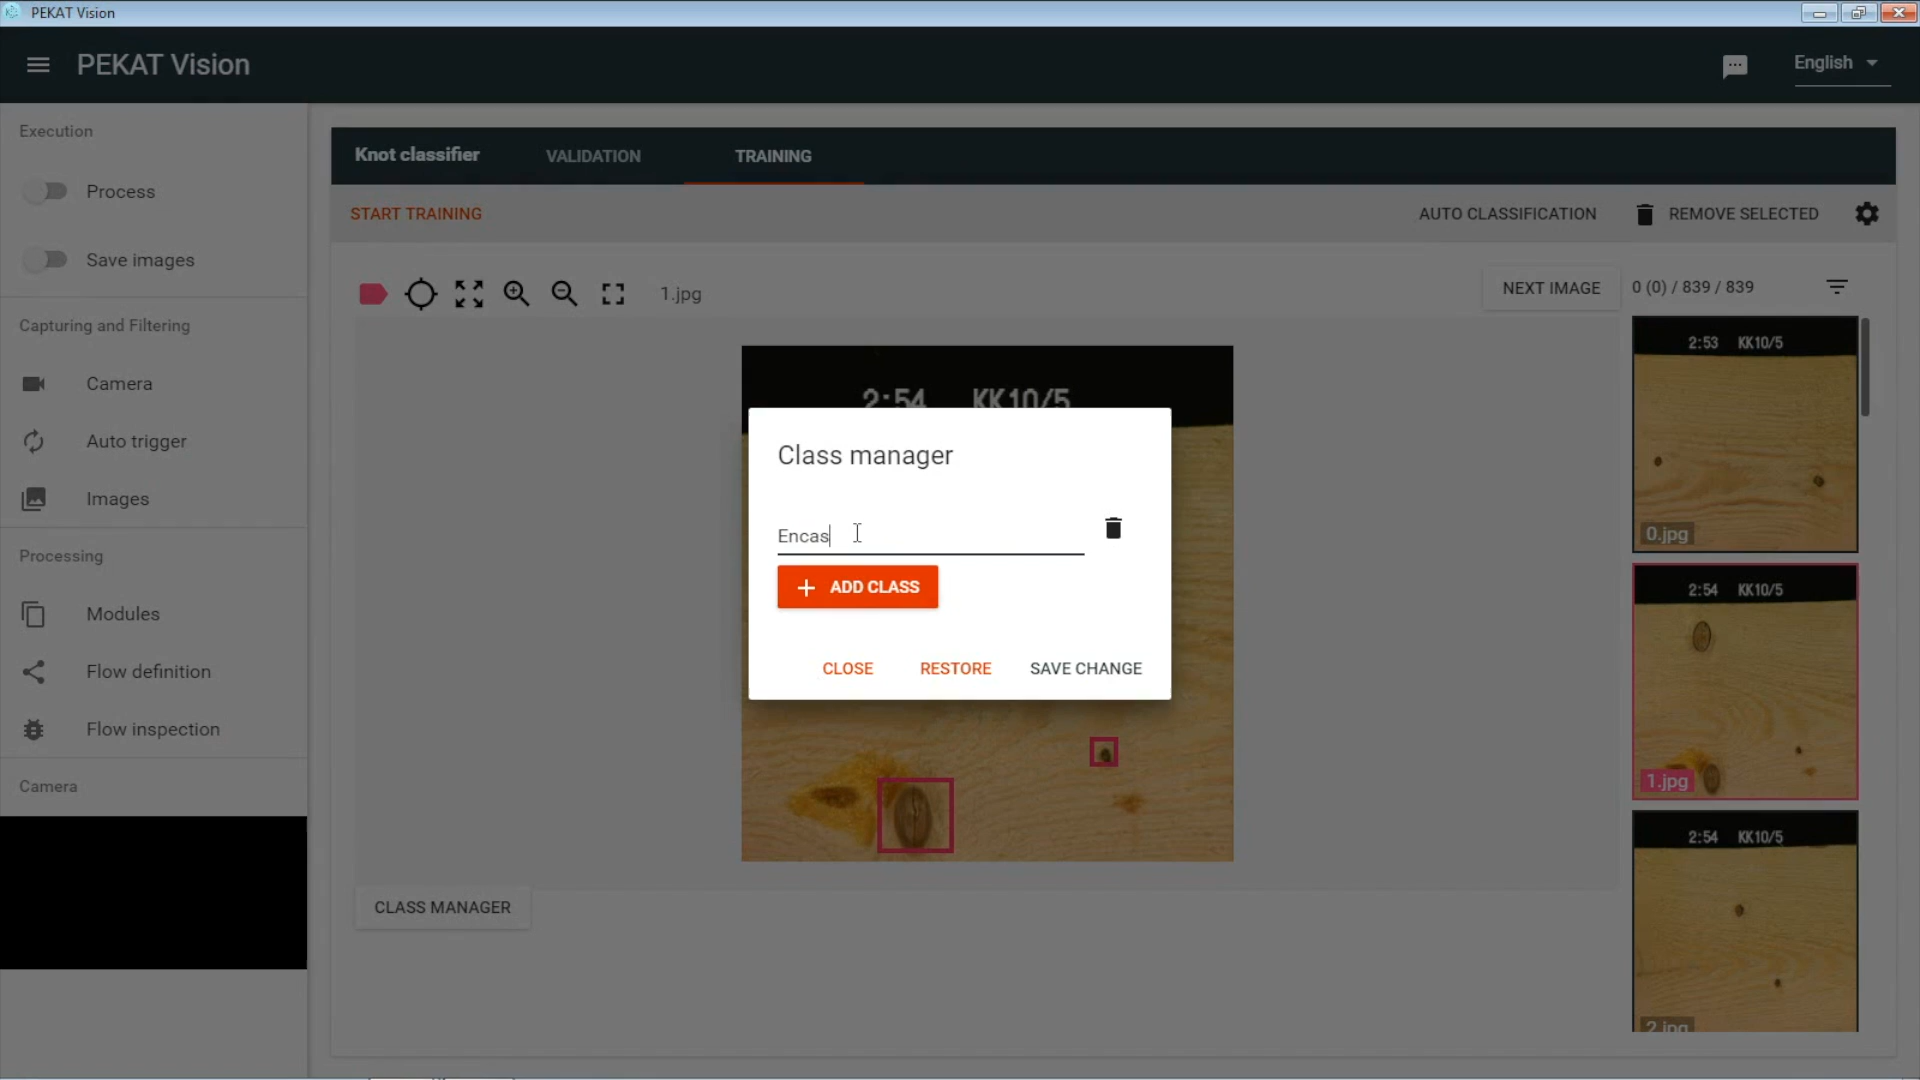 PEKAT Vision
PEKAT Vision
English
Execution
Process
Save images
Capturing and Filtering
Camera
Auto trigger
Images
Processing
Modules
Flow definition
Flow inspection
Camera
Knot classifier
VALIDATION
TRAINING
START TRAINING
AUTO CLASSIFICATION
REMOVE SELECTED
1.jpg
NEXT IMAGE
0 (0) / 839 / 839
2:54 KK10/5
Class manager
Encas
ADD CLASS
CLOSE
RESTORE
SAVE CHANGE
CLASS MANAGER
2:53 KK10/5
0.jpg
2:54 KK10/5
1.jpg
2:54 KK10/5
2.jpg